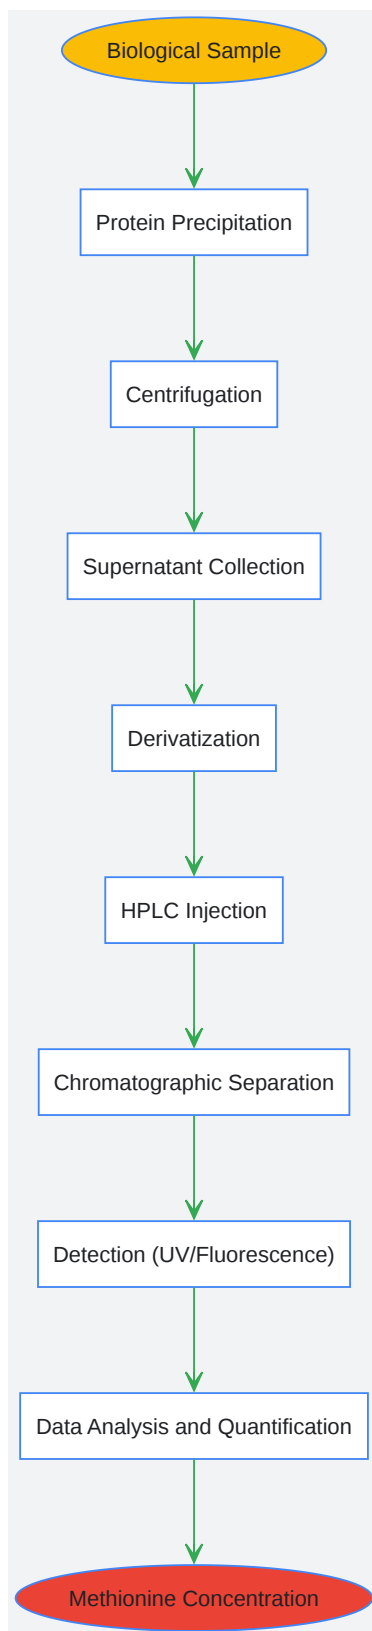 Biological Sample
Protein Precipitation
Centrifugation
Supernatant Collection
Derivatization
HPLC Injection
Chromatographic Separation
Detection (UV/Fluorescence)
Data Analysis and Quantification
Methionine Concentration